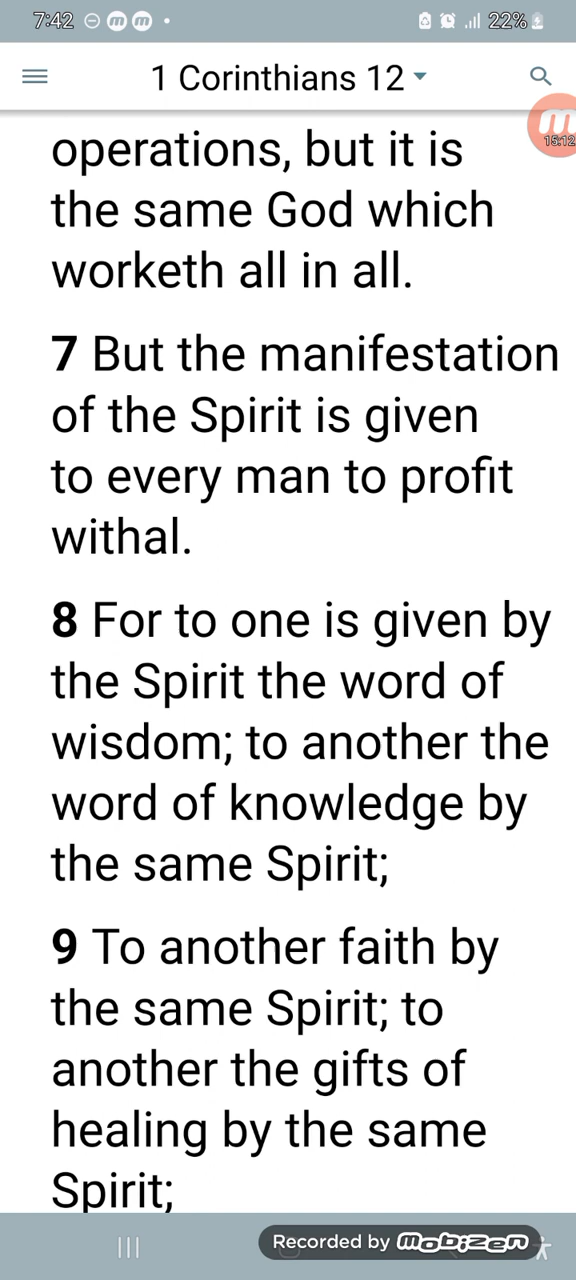 7:42 22%
1 Corinthians 12
15:12
operations, but it is
the same God which
worketh all in all.
7 But the manifestation
of the Spirit is given
to every man to profit
withal.
8 For to one is given by
the Spirit the word of
wisdom; to another the
word of knowledge by
the same Spirit;
9 To another faith by
the same Spirit; to
another the gifts of
healing by the same
Spirit;
Recorded by mobizen